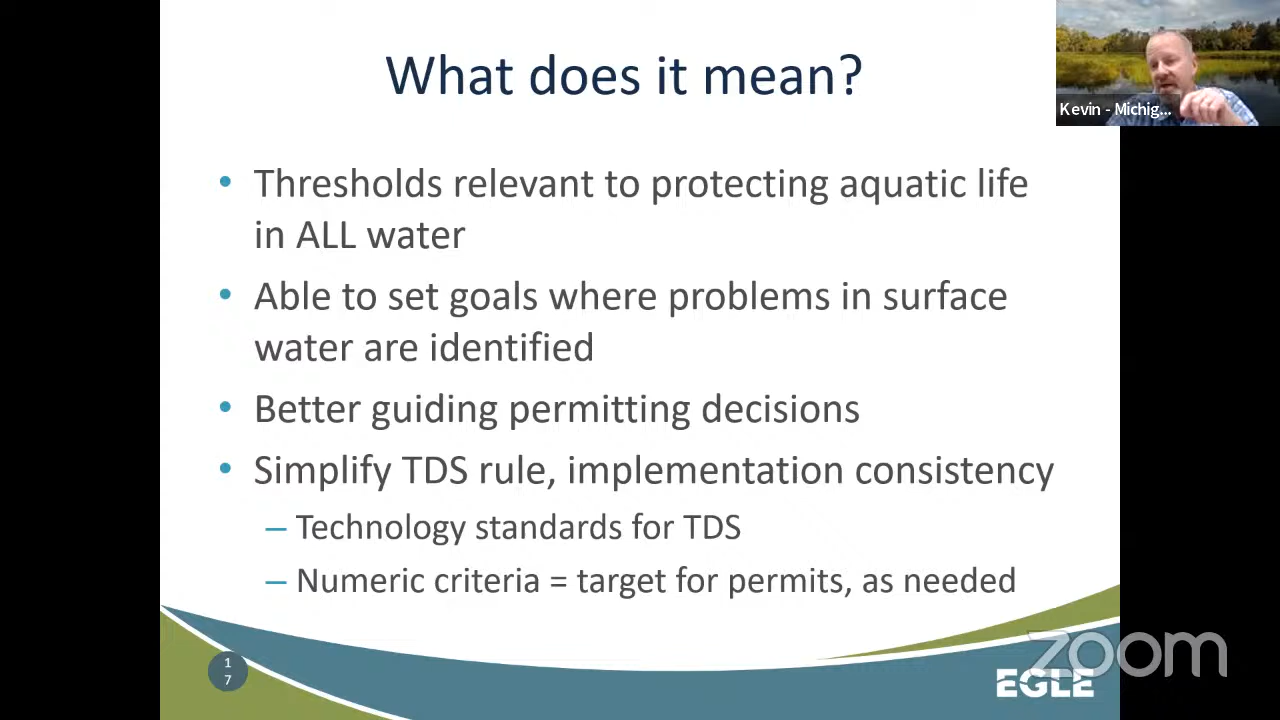 What does it mean?
Kevin - Michig...
• Thresholds relevant to protecting aquatic life
in ALL water
• Able to set goals where problems in surface
water are identified
• Better guiding permitting decisions
• Simplify TDS rule, implementation consistency
– Technology standards for TDS
– Numeric criteria = target for permits, as needed
1
7
EGLE
zoom